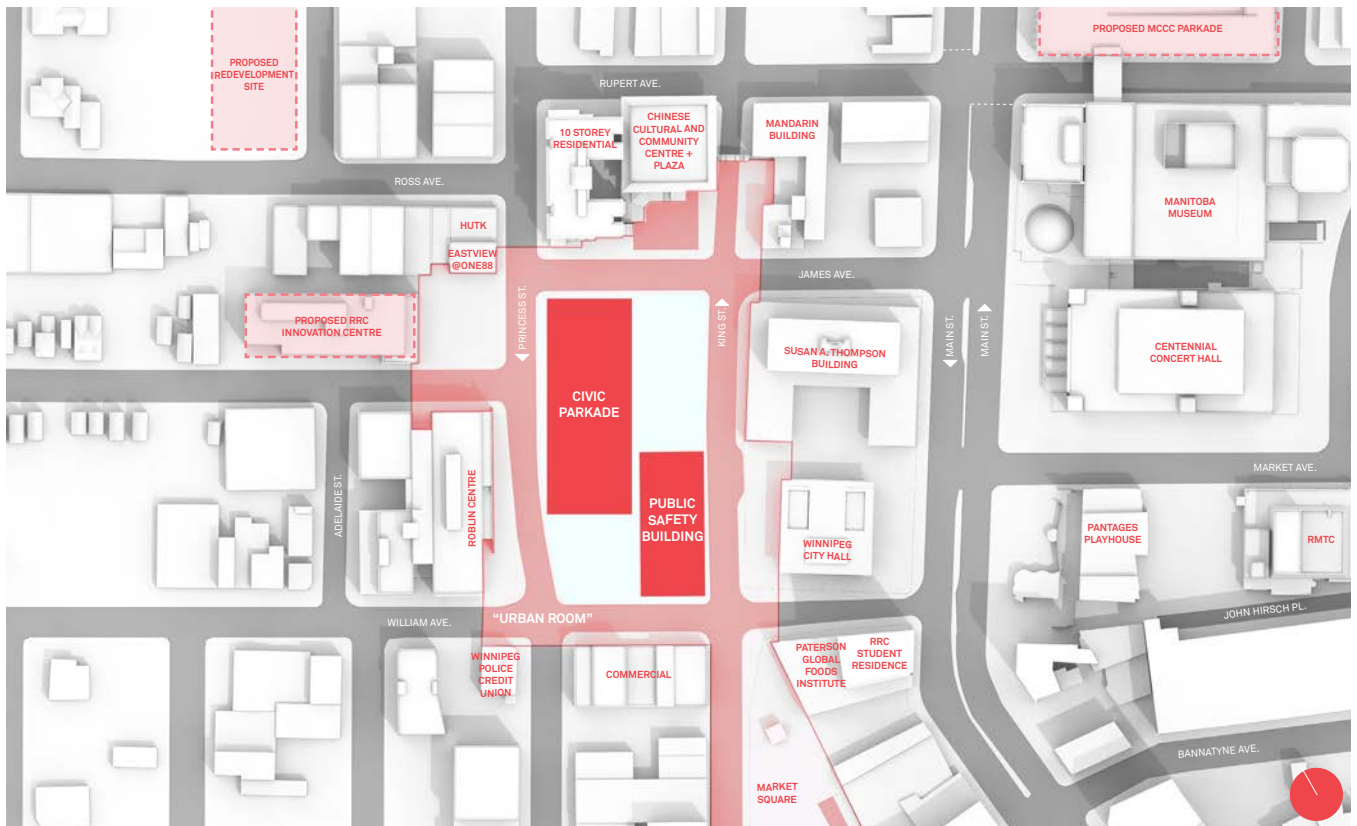 PROPOSED MCCC PARKADE
PROPOSED
REDEVELOPMENT
SITE
RUPERT AVE.
10 STOREY
RESIDENTIAL
CHINESE
CULTURAL AND
COMMUNITY
CENTRE +
PLAZA
MANDARIN
BUILDING
ROSS AVE.
MANITOBA
MUSEUM
HUTK
EASTVIEW
@ONE88
JAMES AVE.
PROPOSED RRC
INNOVATION CENTRE
PRINCESS ST.
KING ST.
MAIN ST.
MAIN ST.
SUSAN A. THOMPSON
BUILDING
CENTENNIAL
CONCERT HALL
CIVIC
PARKADE
MARKET AVE.
ADELAIDE ST.
ROBLIN CENTRE
PUBLIC
SAFETY
BUILDING
WINNIPEG
CITY HALL
PANTAGES
PLAYHOUSE
RMTC
JOHN HIRSCH PL.
WILLIAM AVE.
“URBAN ROOM”
WINNIPEG
POLICE
CREDIT
UNION
COMMERCIAL
PATERSON
GLOBAL
FOODS
INSTITUTE
RRC
STUDENT
RESIDENCE
BANNATYNE AVE.
MARKET
SQUARE